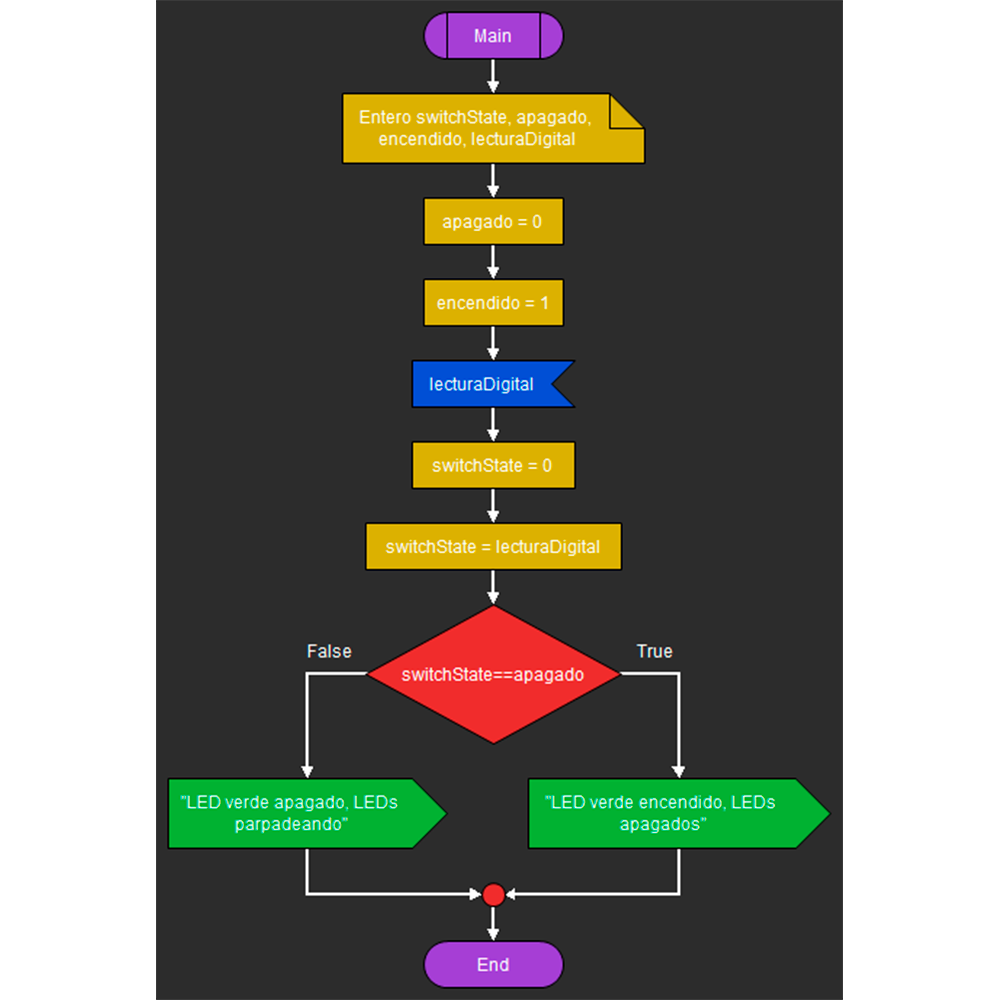 Main
Entero switchState, apagado,
encendido, lecturaDigital
apagado = 0
encendido = 1
lecturaDigital
switchState = 0
switchState = lecturaDigital
False
True
switchState==apagado
"LED verde apagado, LEDs
parpadeando"
"LED verde encendido, LEDs
apagados"
End